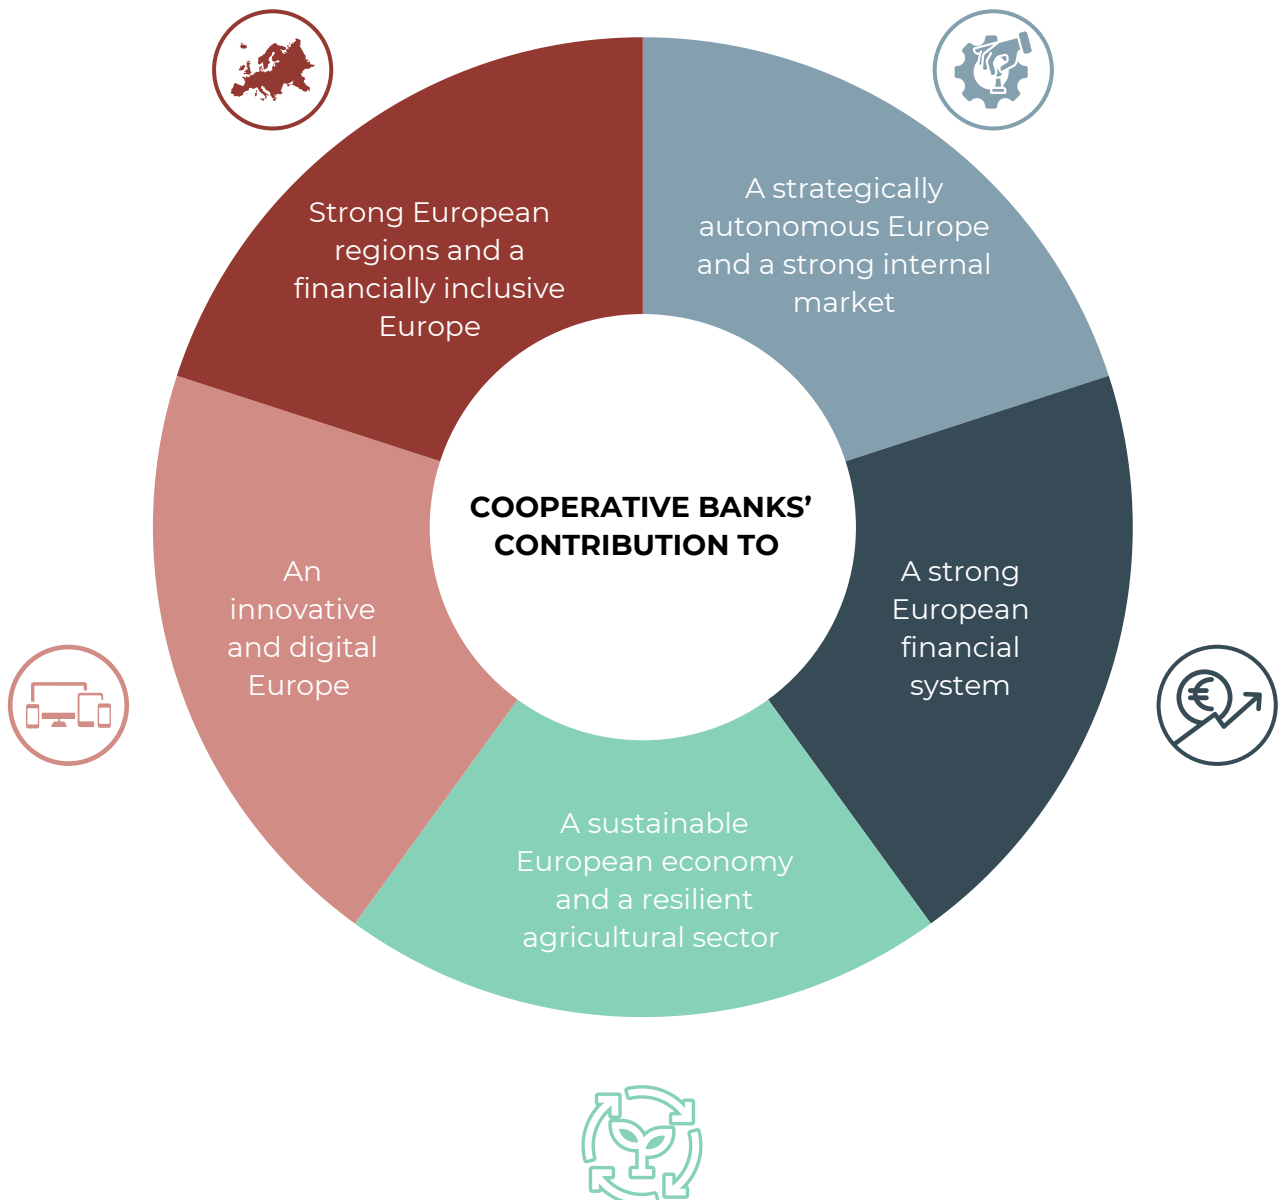 Strong European
regions and a
financially inclusive
Europe
A strategically
autonomous Europe
and a strong internal
market
COOPERATIVE BANKS’
CONTRIBUTION TO
An
innovative
and digital
Europe
A strong
European
financial
system
A sustainable
European economy
and a resilient
agricultural sector
€